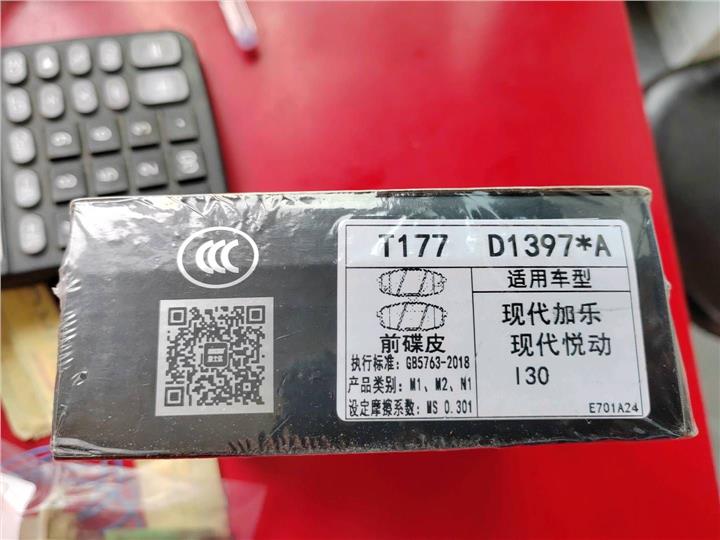 CCC
T177 D1397*A
适用车型
前碟皮
执行标准: GB5763-2018
产品类别: M1、M2、N1
设定摩擦系数: MS 0.301
现代加乐
现代悦动
I30
E701A24